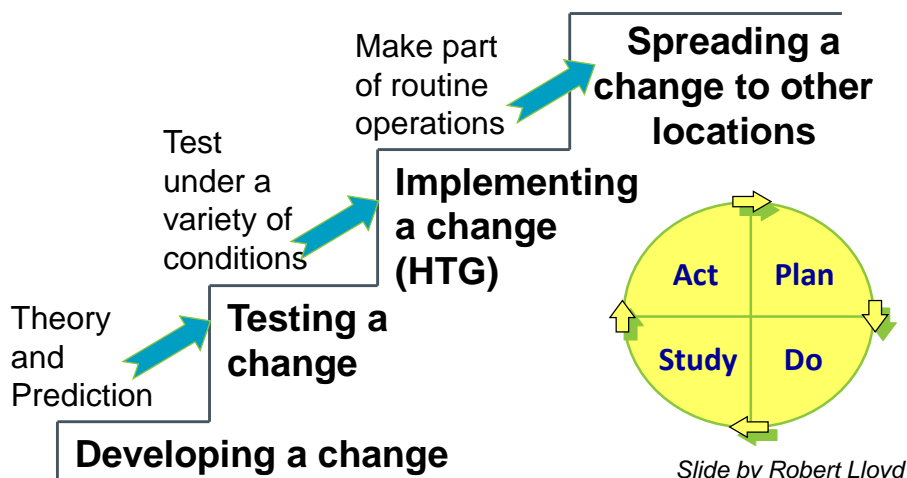 Make part
of routine
operations
Spreading a
change to other
locations
Test
under a
variety of
conditions
Implementing
a change
(HTG)
Theory
and
Prediction
Testing a
change
Developing a change
Act
Plan
Study
Do
Slide by Robert Lloyd